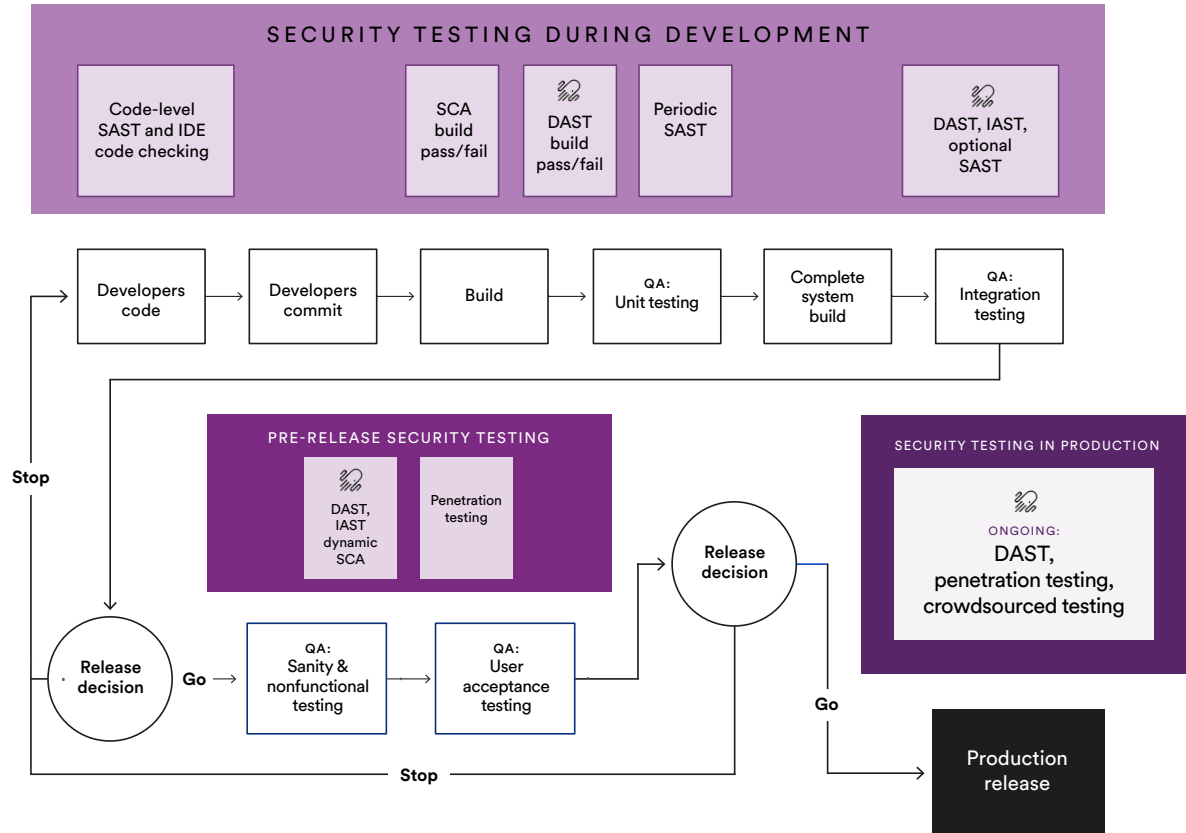 SECURITY TESTING DURING DEVELOPMENT
Code-level
SAST and IDE
code checking
SCA
build
pass/fail
DAST
build
pass/fail
Periodic
SAST
DAST, IAST,
optional
SAST
Developers
code
Developers
commit
Build
QA:
Unit testing
Complete
system
build
QA:
Integration
testing
Stop
PRE-RELEASE SECURITY TESTING
DAST,
IAST
dynamic
SCA
Penetration
testing
SECURITY TESTING IN PRODUCTION
ONGOING:
DAST,
penetration testing,
crowdsourced testing
Release
decision
Go
QA:
Sanity &
nonfunctional
testing
QA:
User
acceptance
testing
Release
decision
Go
Stop
Production
release